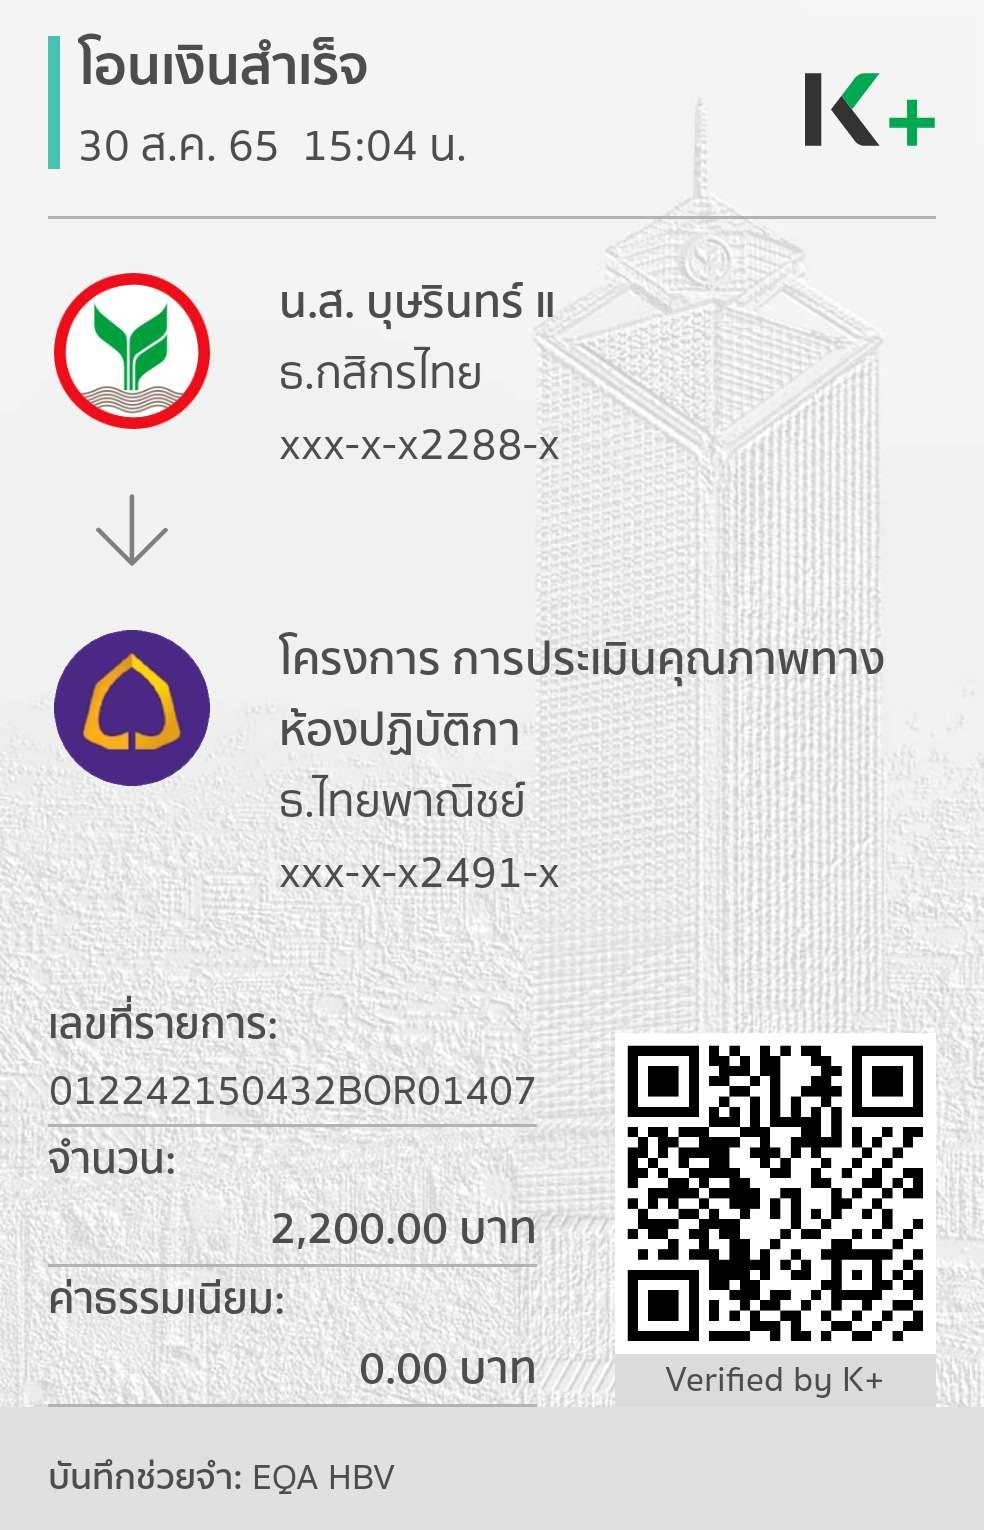 โอนเงินสำเร็จ
30 ส.ค. 65  15:04 น.
K+
น.ส. บุษรินทร์ แ
ธ.กสิกรไทย
xxx-x-x2288-x
โครงการ การประเมินคุณภาพทาง
ห้องปฏิบัติกา
ธ.ไทยพาณิชย์
xxx-x-x2491-x
เลขที่รายการ:
012242150432BOR01407
จำนวน:
2,200.00 บาท
ค่าธรรมเนียม:
0.00 บาท
Verified by K+
บันทึกช่วยจำ: EQA HBV